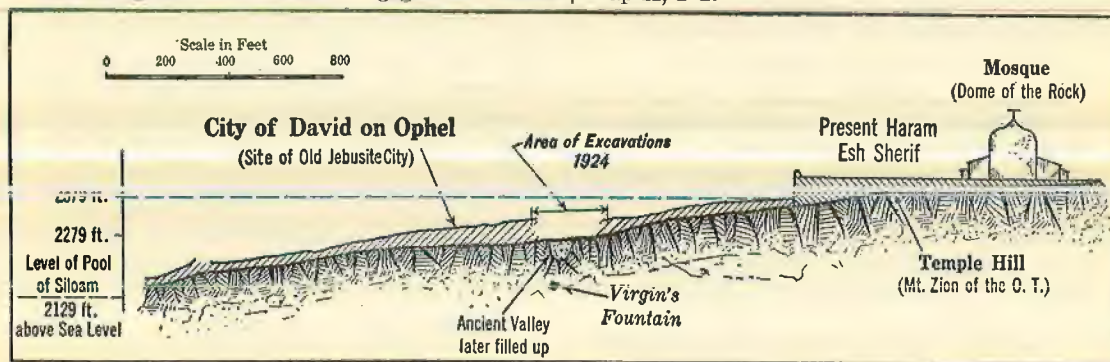 Scale in Feet
0 200 400 600 800
Mosque
(Dome of the Rock)
City of David on Ophel
(Site of Old Jebusite City)
Area of Excavations
1924
Present Haram
Esh Sherif
2379 ft.
2279 ft.
Level of Pool
of Siloam
2129 ft.
above Sea Level
Temple Hill
(Mt. Zion of the O. T.)
Virgin's
Fountain
Ancient Valley
later filled up